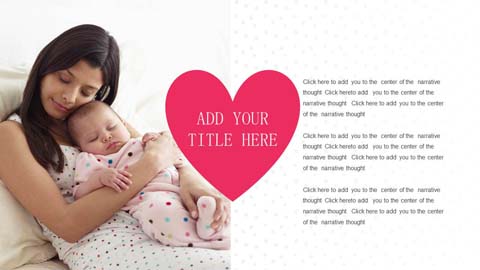 ADD YOUR
TITLE HERE
Click here to add you to the center of the narrative
thought Click hereto add you to the center of the
narrative thought Click here to add you to the center
of the narrative thought
Click here to add you to the center of the narrative
thought Click hereto add you to the center of the
narrative thought Click here to add you to the center
of the narrative thought
Click here to add you to the center of the narrative
thought Click hereto add you to the center of the
narrative thought Click here to add you to the center
of the narrative thought